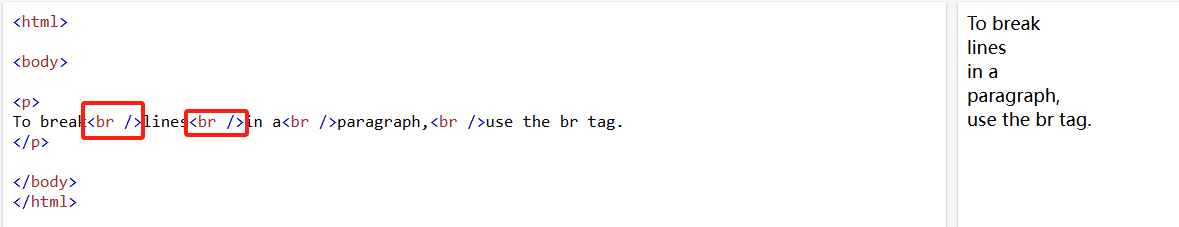 <html>
<body>
<p>
To break<br />lines<br />in a<br />paragraph,<br />use the br tag.
</p>
</body>
</html>
To break
lines
in a
paragraph,
use the br tag.